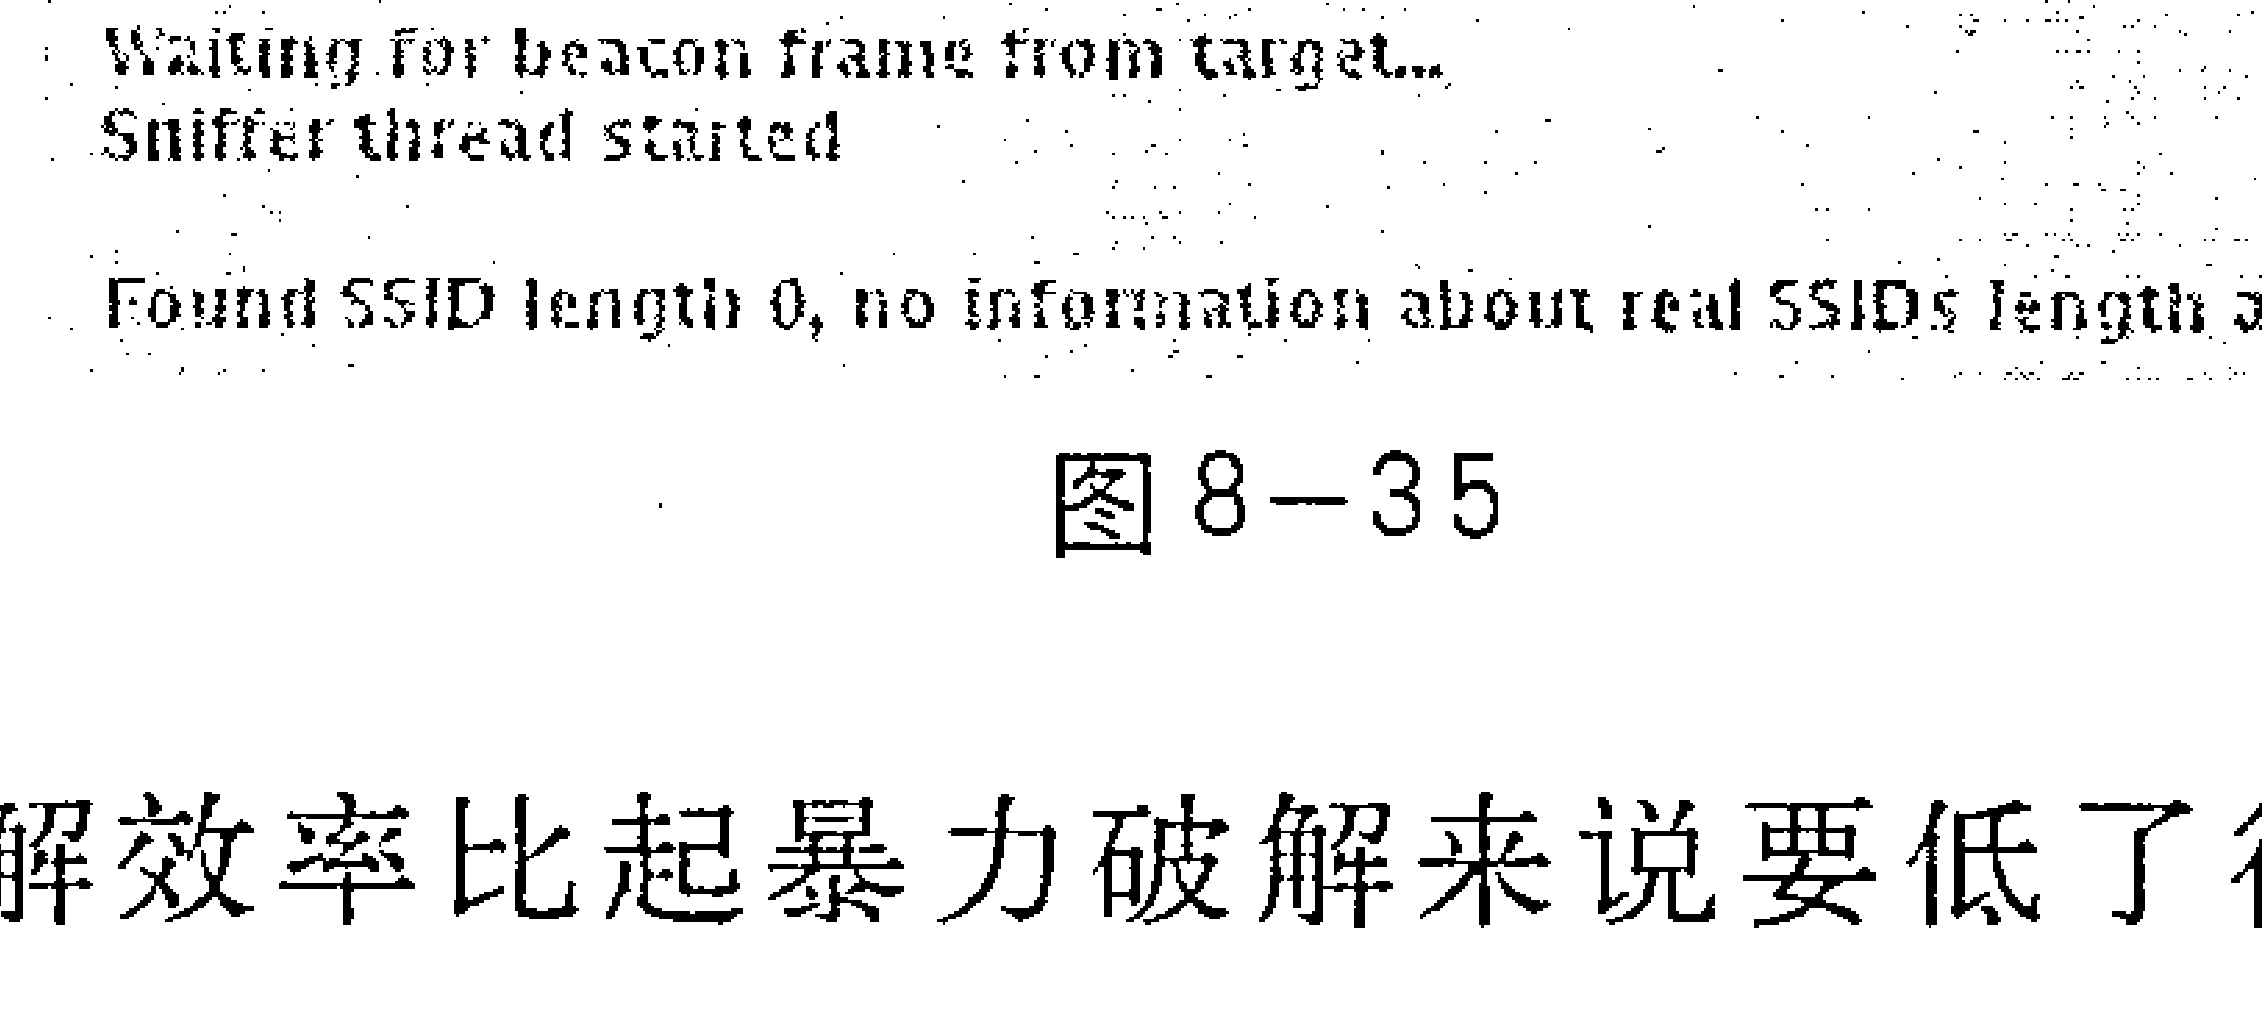 Waiting for beacon frame from target...
Sniffer thread started
Found SSID length 0, no information about real SSIDs length
图 8-35
解效率比起暴力破解来说要低了